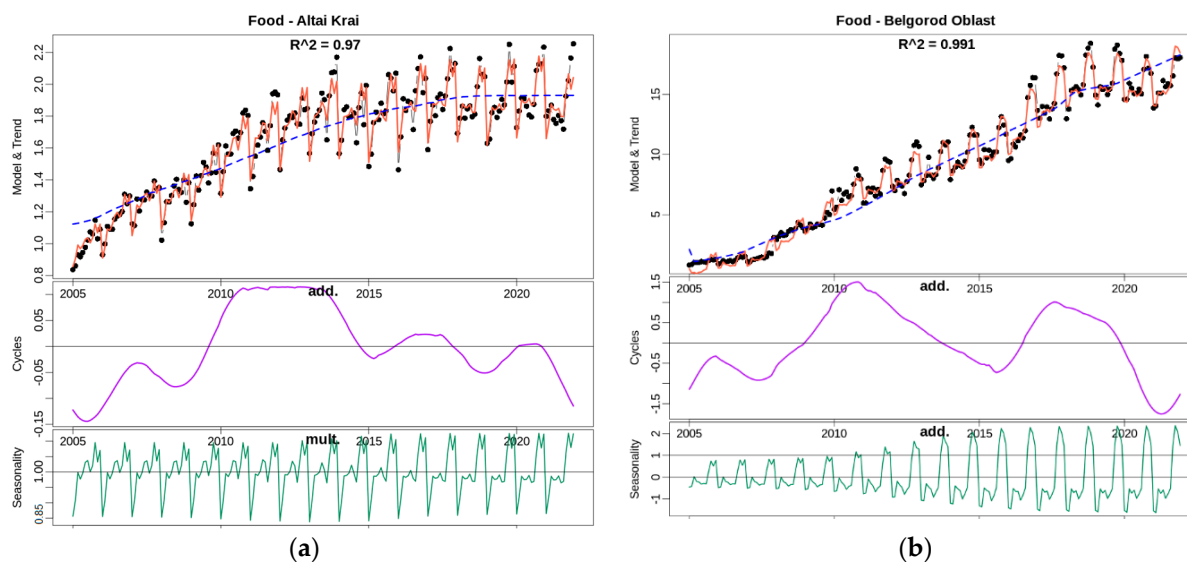 Food - Altai Krai
R^2 = 0.97
Model & Trend
2.2
2.0
1.8
1.6
1.4
1.2
1.0
0.8
2005 2010 2015 2020
add.
Cycles
0.05
-0.05
-0.15
2005 2010 2015 2020
mult.
Seasonality
1.00
0.85
(a)
Food - Belgorod Oblast
R^2 = 0.991
Model & Trend
15
10
5
2005 2010 2015 2020
add.
Cycles
1.5
0.5
-0.5
-1.5
2005 2010 2015 2020
add.
Seasonality
2
1
0
-1
(b)